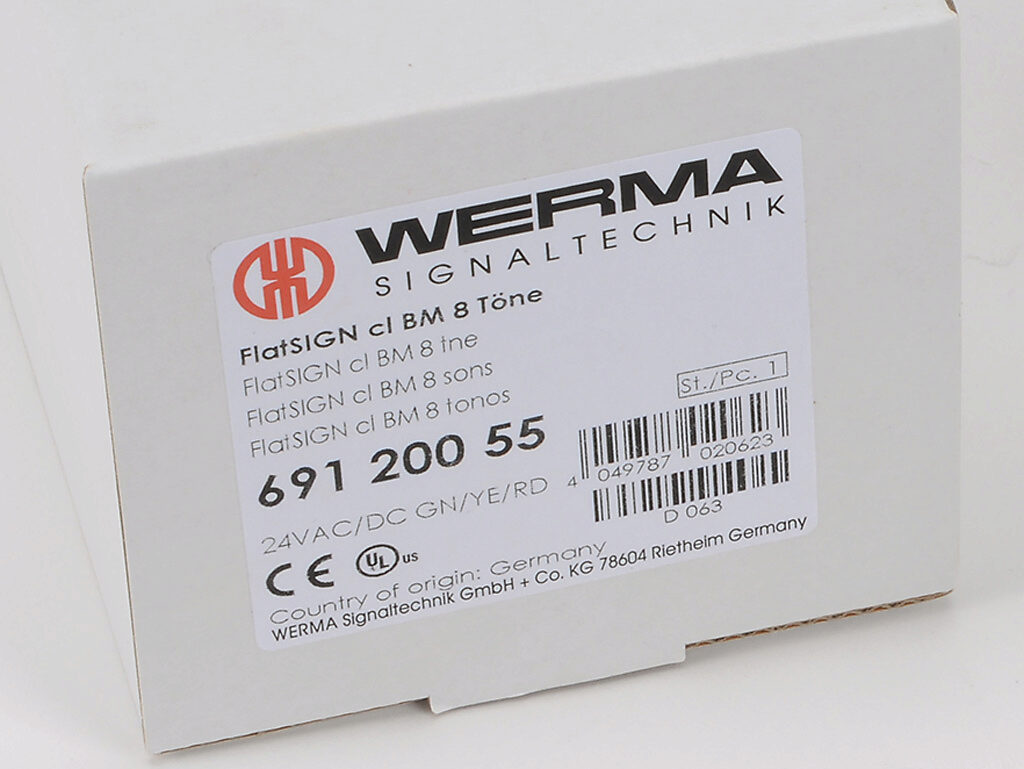 WERMA
SIGNALTECHNIK
FlatSIGN cl BM 8 Töne
FlatSIGN cl BM 8 tne
FlatSIGN cl BM 8 sons
FlatSIGN cl BM 8 tonos
St./Pc. 1
691 200 55
4 049787 020623
24VAC/DC GN/YE/RD
D 063
CE UL US
Country of origin: Germany
WERMA Signaltechnik GmbH + Co. KG 78604 Rietheim Germany